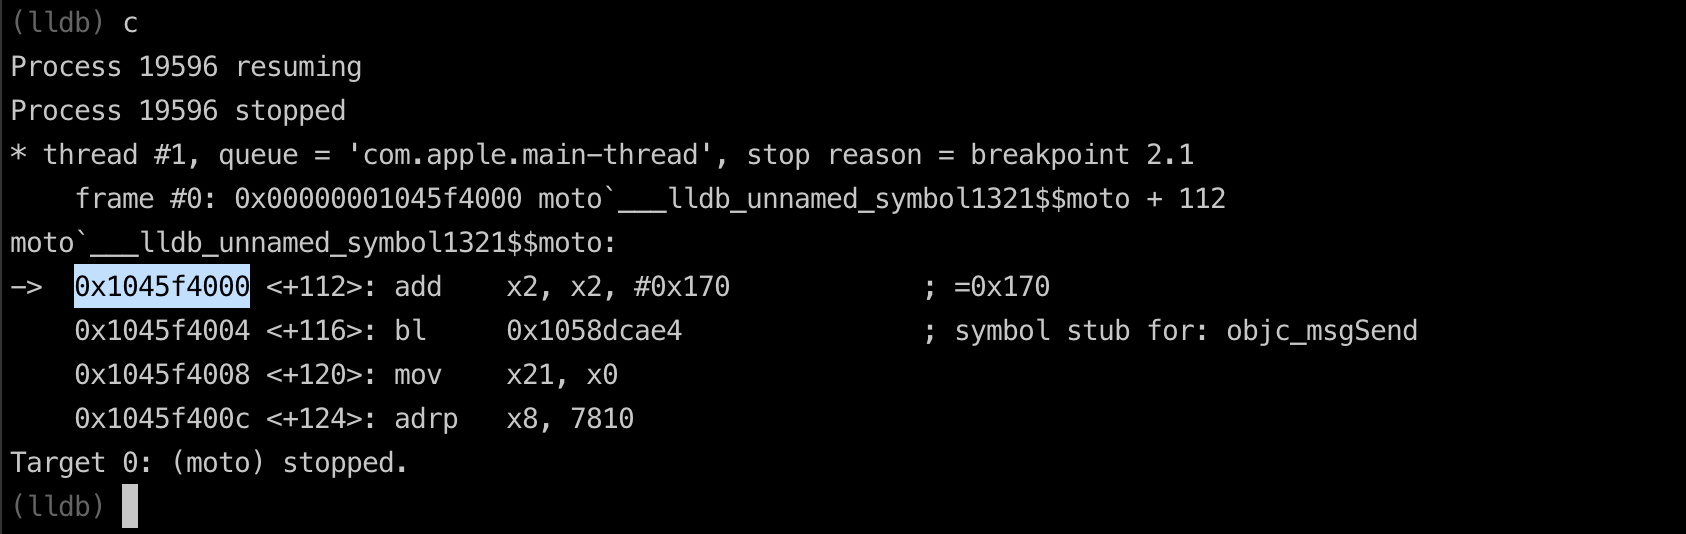 (lldb) c
Process 19596 resuming
Process 19596 stopped
* thread #1, queue = 'com.apple.main-thread', stop reason = breakpoint 2.1
    frame #0: 0x00000001045f4000 moto`___lldb_unnamed_symbol1321$$moto + 112
moto`___lldb_unnamed_symbol1321$$moto:
->  0x1045f4000 <+112>: add    x2, x2, #0x170            ; =0x170
    0x1045f4004 <+116>: bl     0x1058dcae4               ; symbol stub for: objc_msgSend
    0x1045f4008 <+120>: mov    x21, x0
    0x1045f400c <+124>: adrp   x8, 7810
Target 0: (moto) stopped.
(lldb)